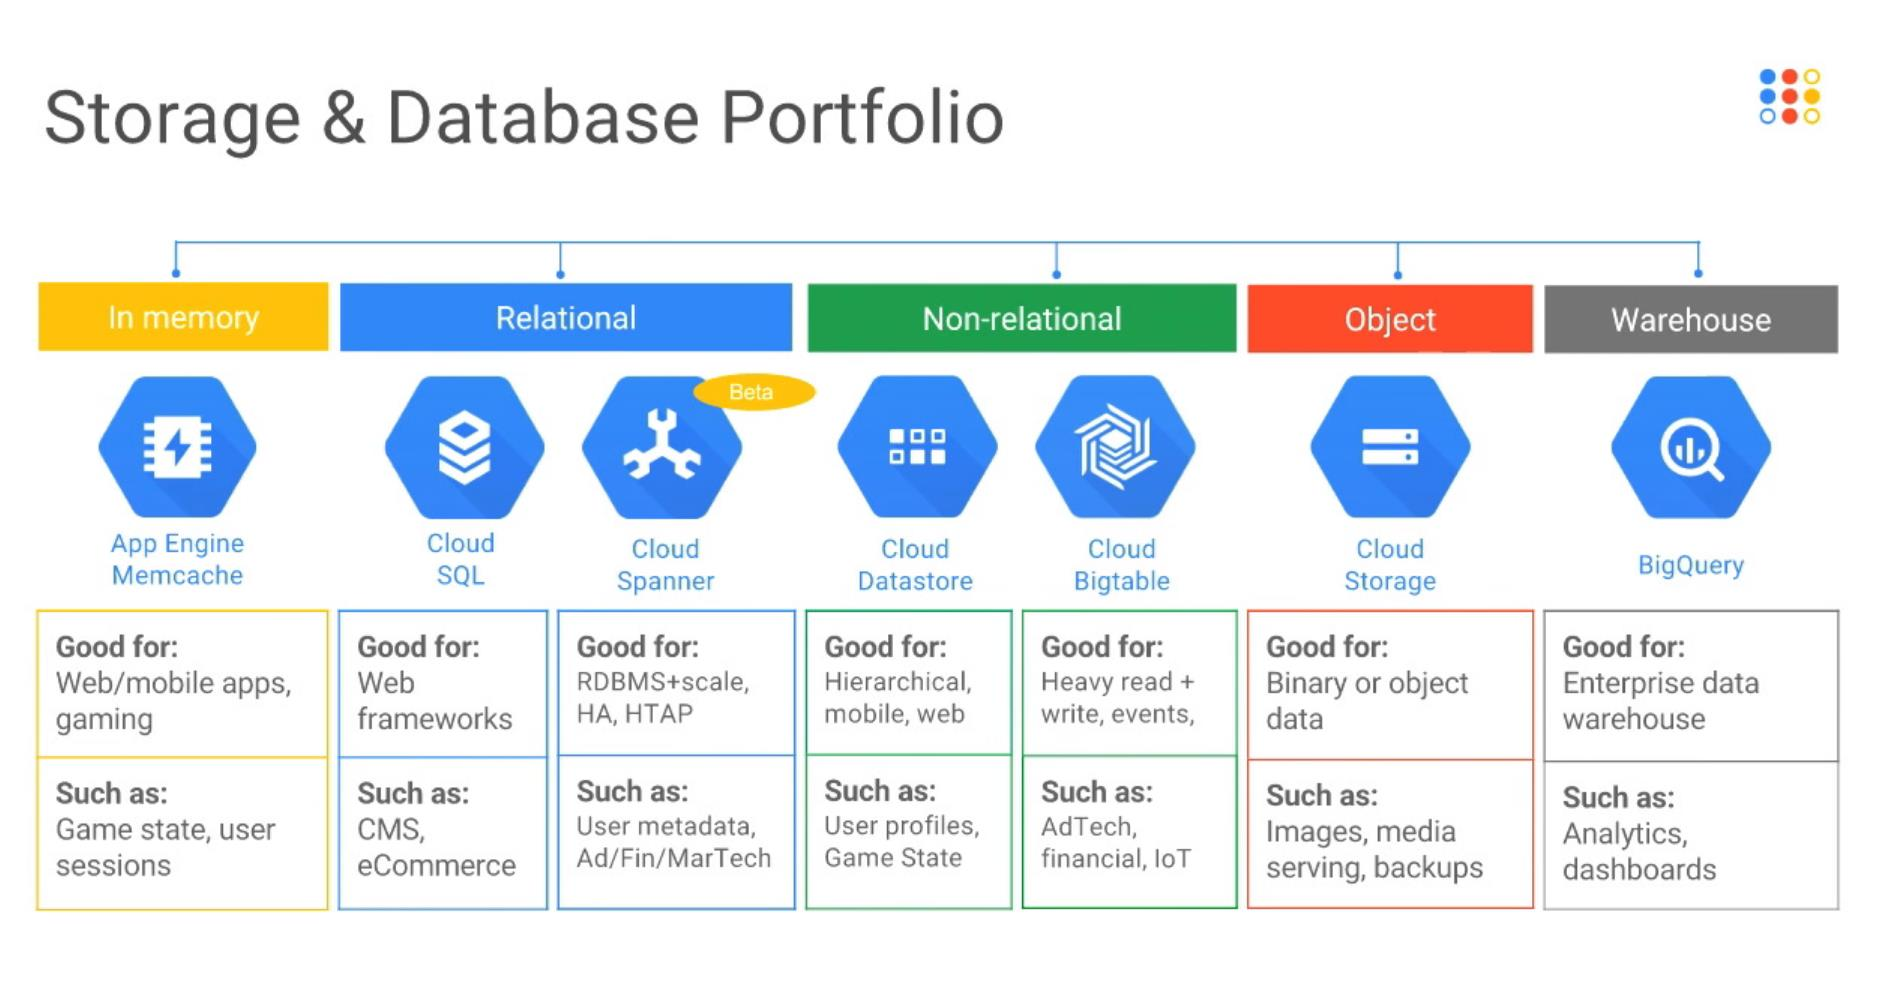 Storage & Database Portfolio
In memory
Relational
Non-relational
Object
Warehouse
Beta
App Engine
Memcache
Cloud
SQL
Cloud
Spanner
Cloud
Datastore
Cloud
Bigtable
Cloud
Storage
BigQuery
Good for:
Web/mobile apps,
gaming
Good for:
Web
frameworks
Good for:
RDBMS+scale,
HA, HTAP
Good for:
Hierarchical,
mobile, web
Good for:
Heavy read +
write, events,
Good for:
Binary or object
data
Good for:
Enterprise data
warehouse
Such as:
Game state, user
sessions
Such as:
CMS,
eCommerce
Such as:
User metadata,
Ad/Fin/MarTech
Such as:
User profiles,
Game State
Such as:
AdTech,
financial, IoT
Such as:
Images, media
serving, backups
Such as:
Analytics,
dashboards